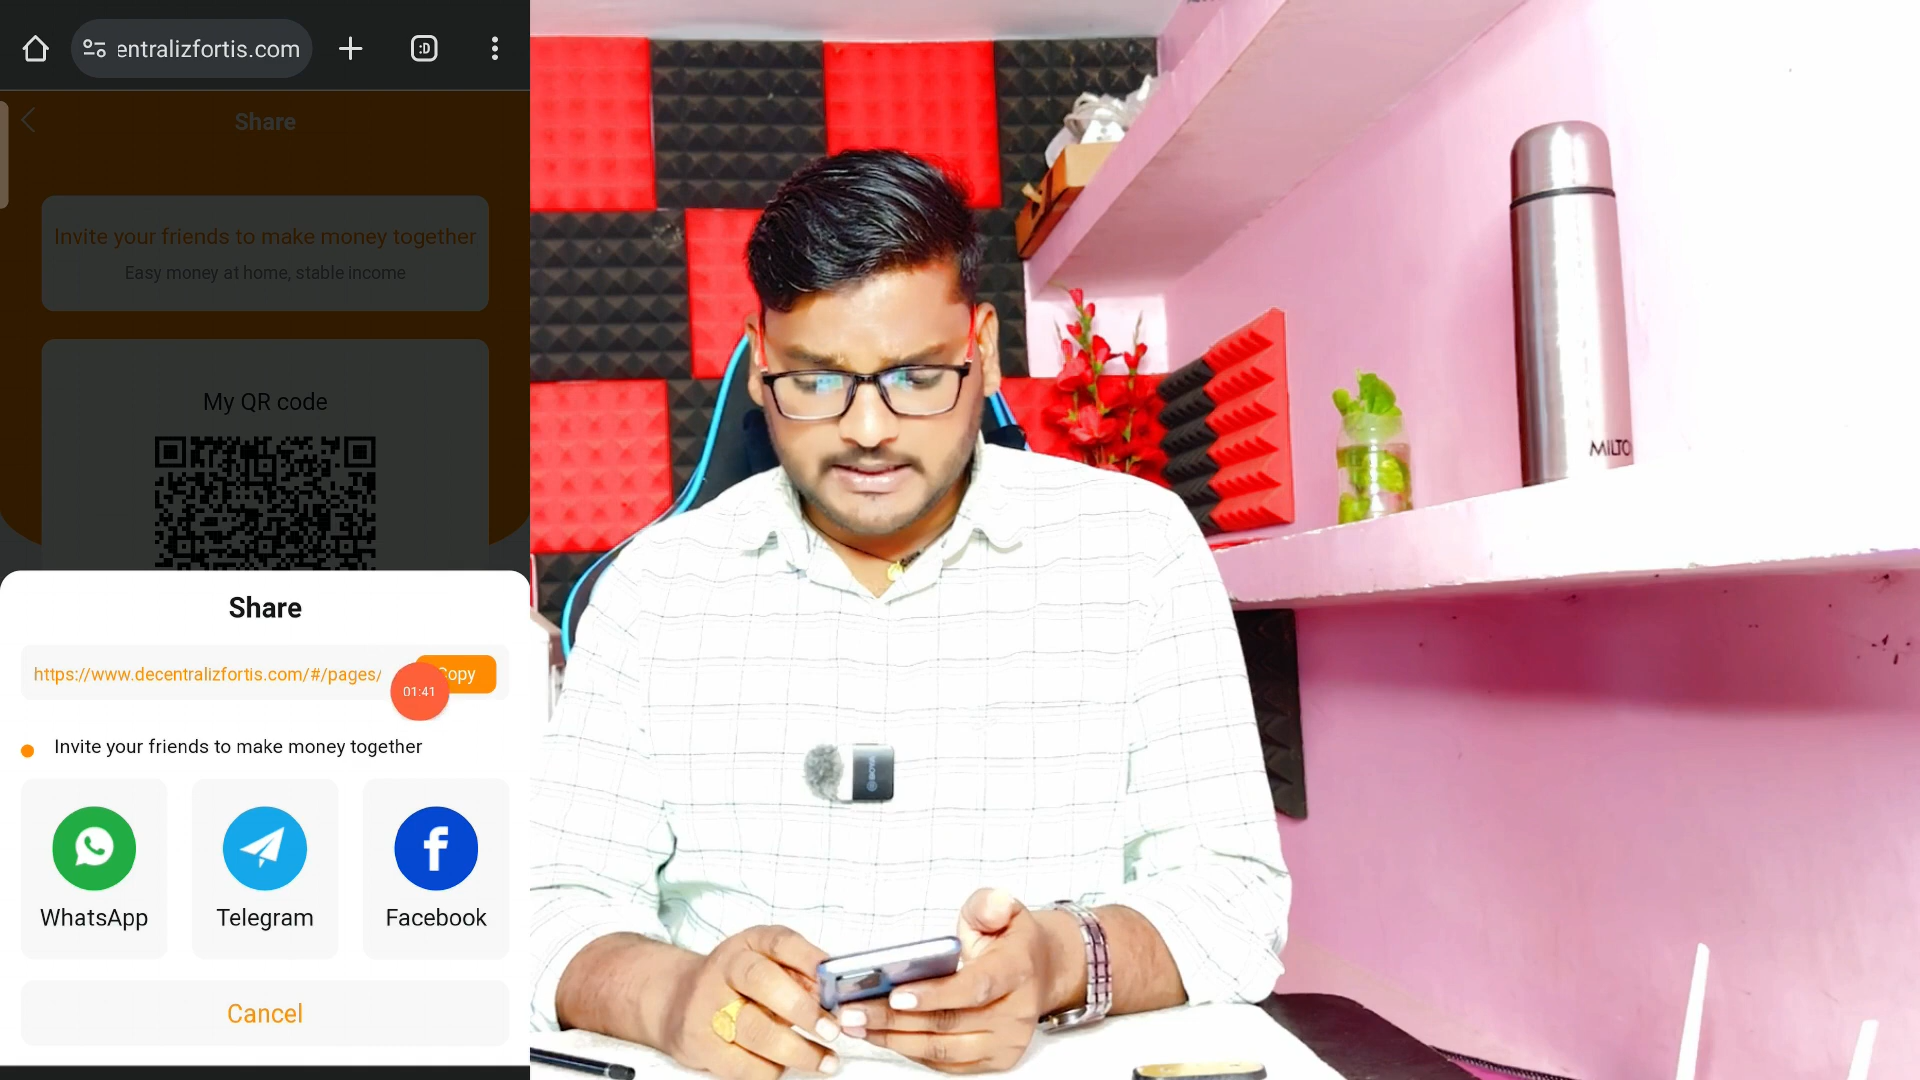 entralizfortis.com
:D
Share
Invite your friends to make money together
Easy money at home, stable income
My QR code
Share
https://www.decentralizfortis.com/#/pages/
opy
01:41
Invite your friends to make money together
WhatsApp
Telegram
Facebook
Cancel
MILTO
BOYA